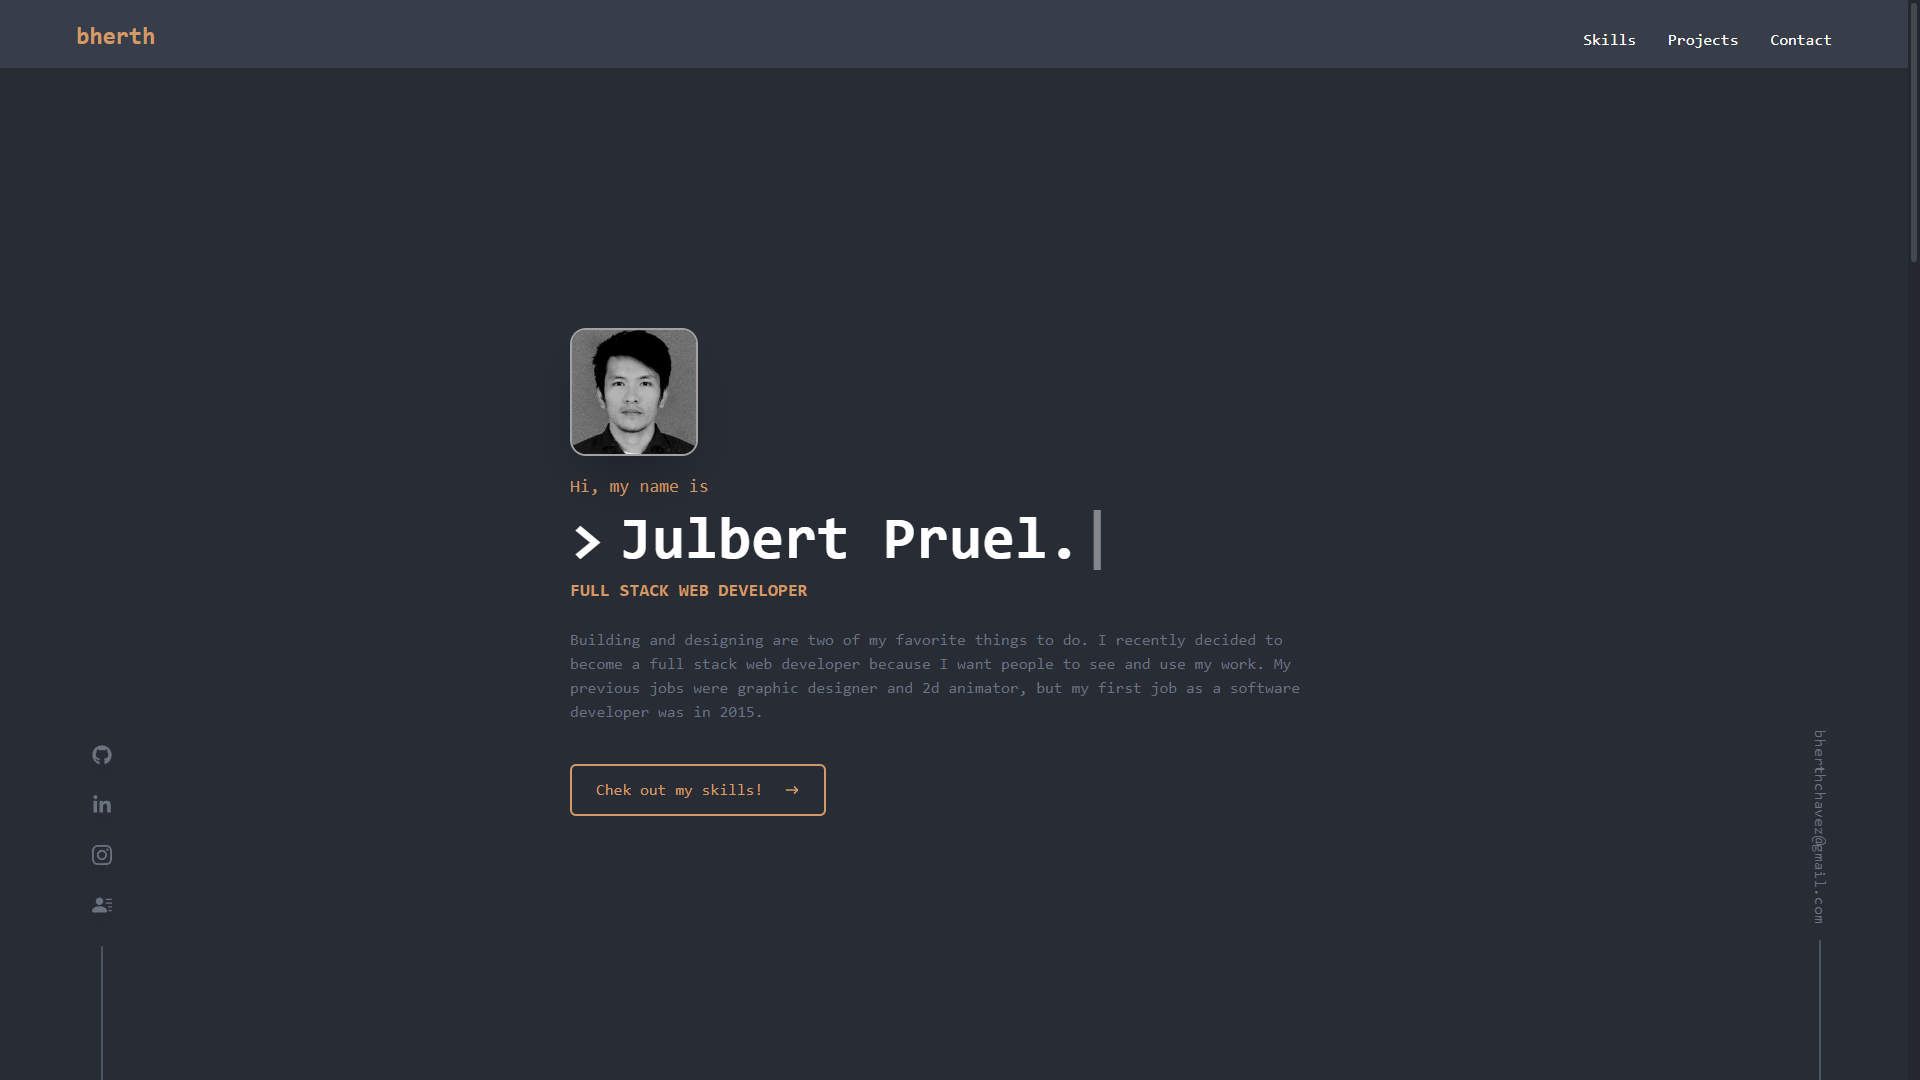 bherth
Skills
Projects
Contact
Hi, my name is
> Julbert Pruel.
FULL STACK WEB DEVELOPER
Building and designing are two of my favorite things to do. I recently decided to
become a full stack web developer because I want people to see and use my work. My
previous jobs were graphic designer and 2d animator, but my first job as a software
developer was in 2015.
Chek out my skills! →
bherthchavez@gmail.com